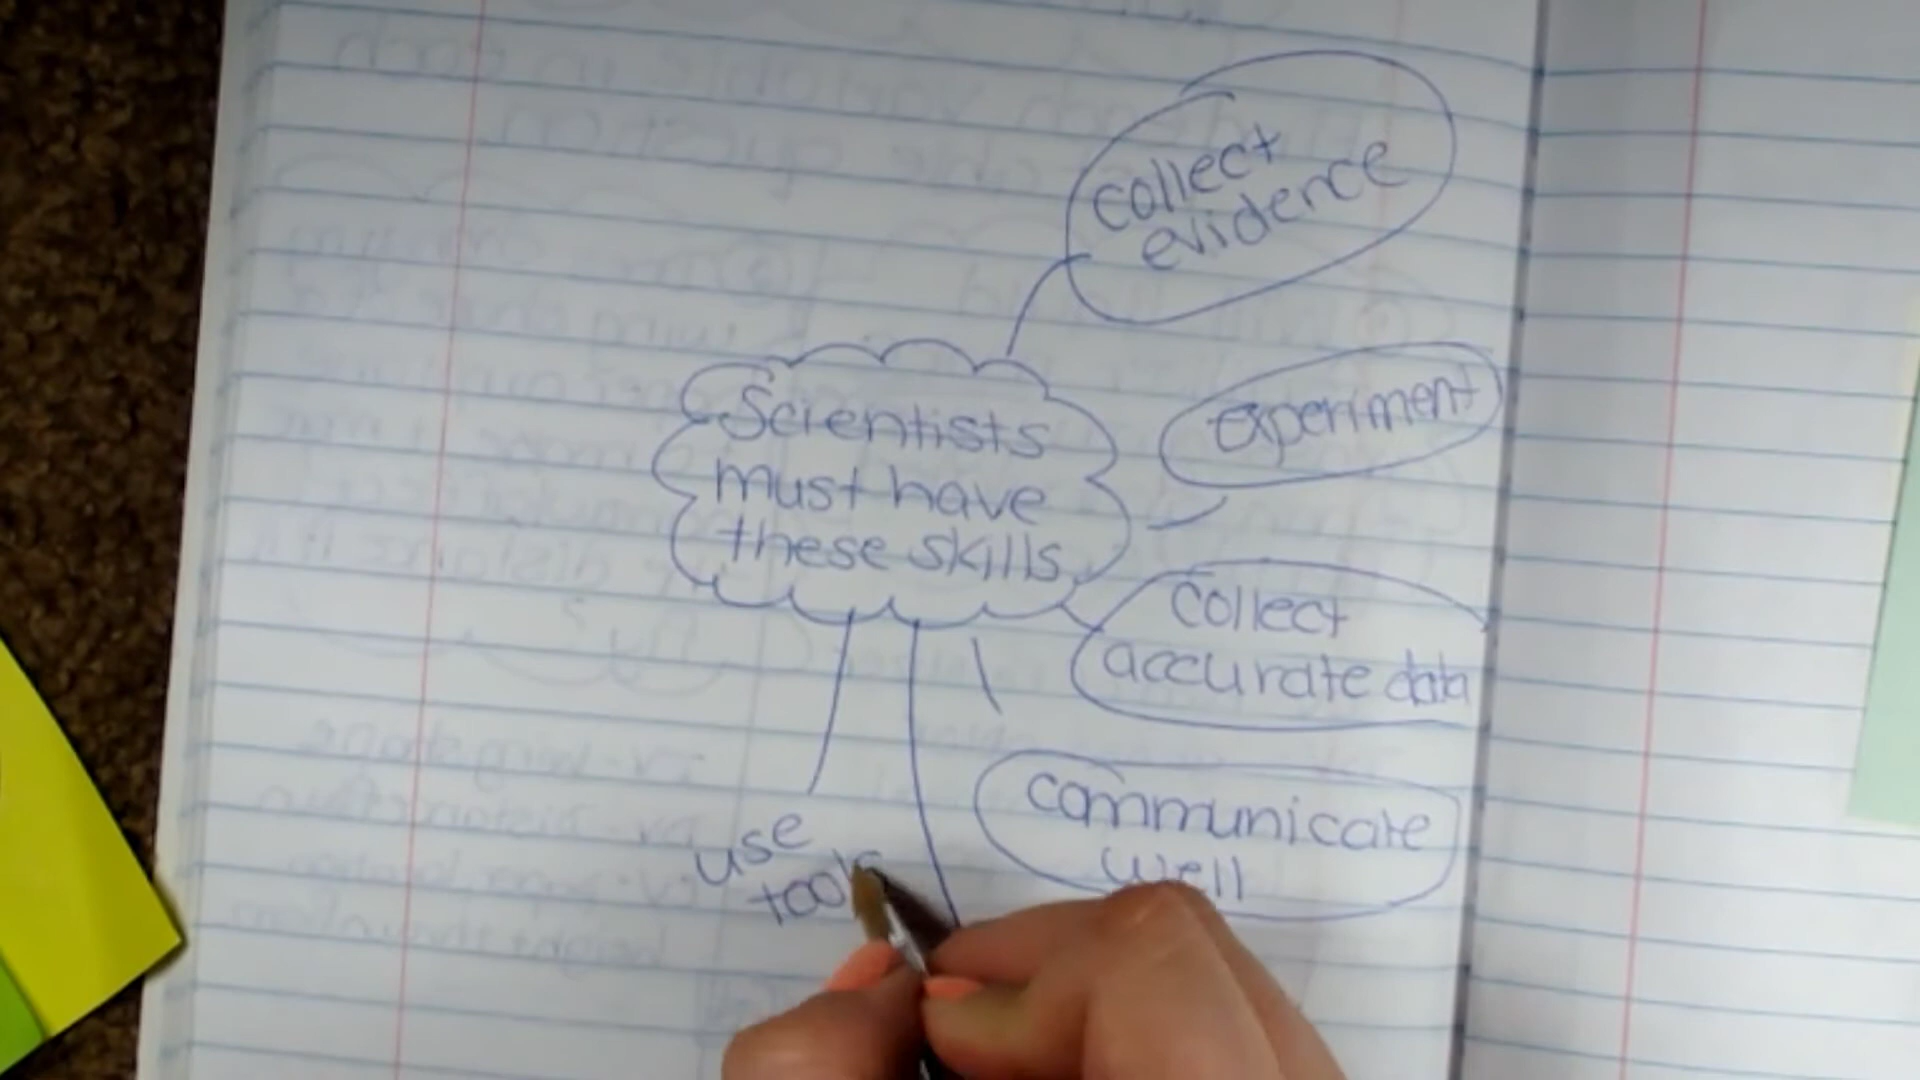 collect
evidence
experiment
Scientists
must have
these skills
collect
accurate data
communicate
well
use
tools